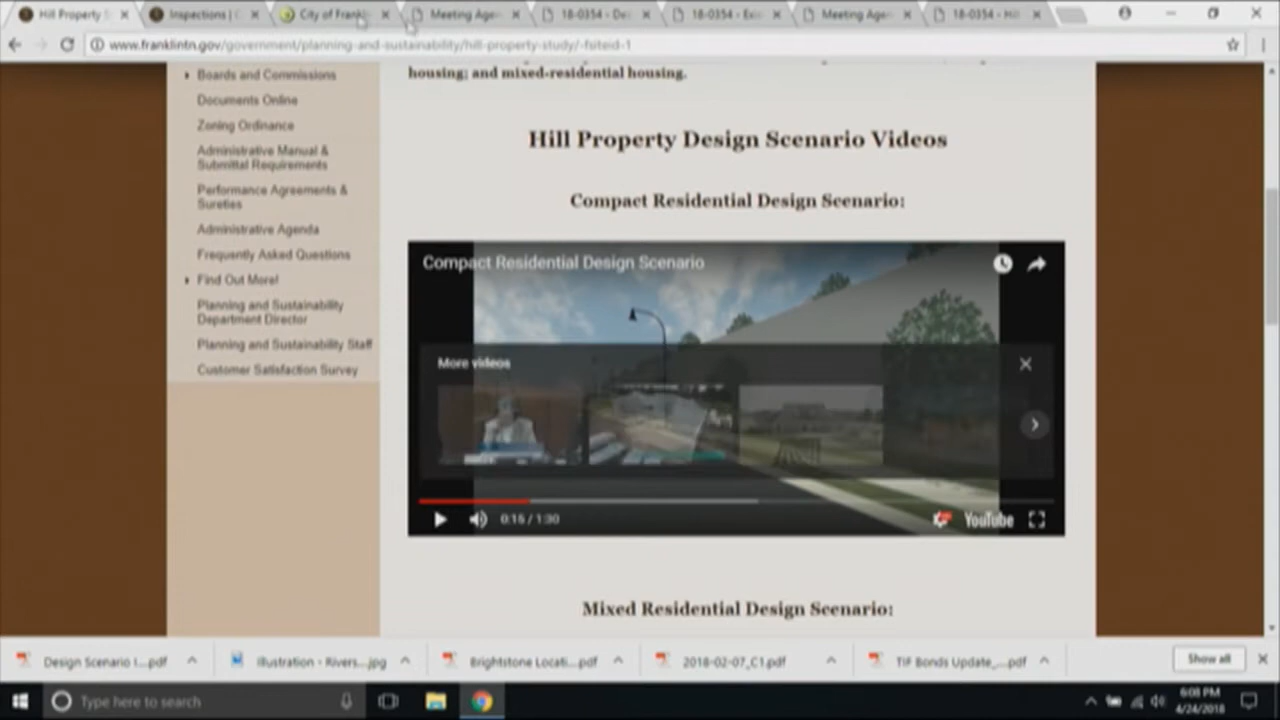 Hill Property
Inspections | C
City of Frankl
Meeting Agen
18-0354 - De
18-0354 - Ex
Meeting Agen
18-0354 - Hi
www.franklintn.gov/government/planning-and-sustainability/hill-property-study/-fsiteid-1
Boards and Commissions
Documents Online
Zoning Ordinance
Administrative Manual &
Submittal Requirements
Performance Agreements &
Sureties
Administrative Agenda
Frequently Asked Questions
Find Out More!
Planning and Sustainability
Department Director
Planning and Sustainability Staff
Customer Satisfaction Survey
housing; and mixed-residential housing.
Hill Property Design Scenario Videos
Compact Residential Design Scenario:
Compact Residential Design Scenario
More videos
0:15 / 1:30
YouTube
Mixed Residential Design Scenario:
Design Scenario I....pdf
Illustration - Rivers....jpg
Brightstone Locati....pdf
2018-02-07_C1.pdf
TIF Bonds Update_....pdf
Show all
Type here to search
6:08 PM
4/24/2018